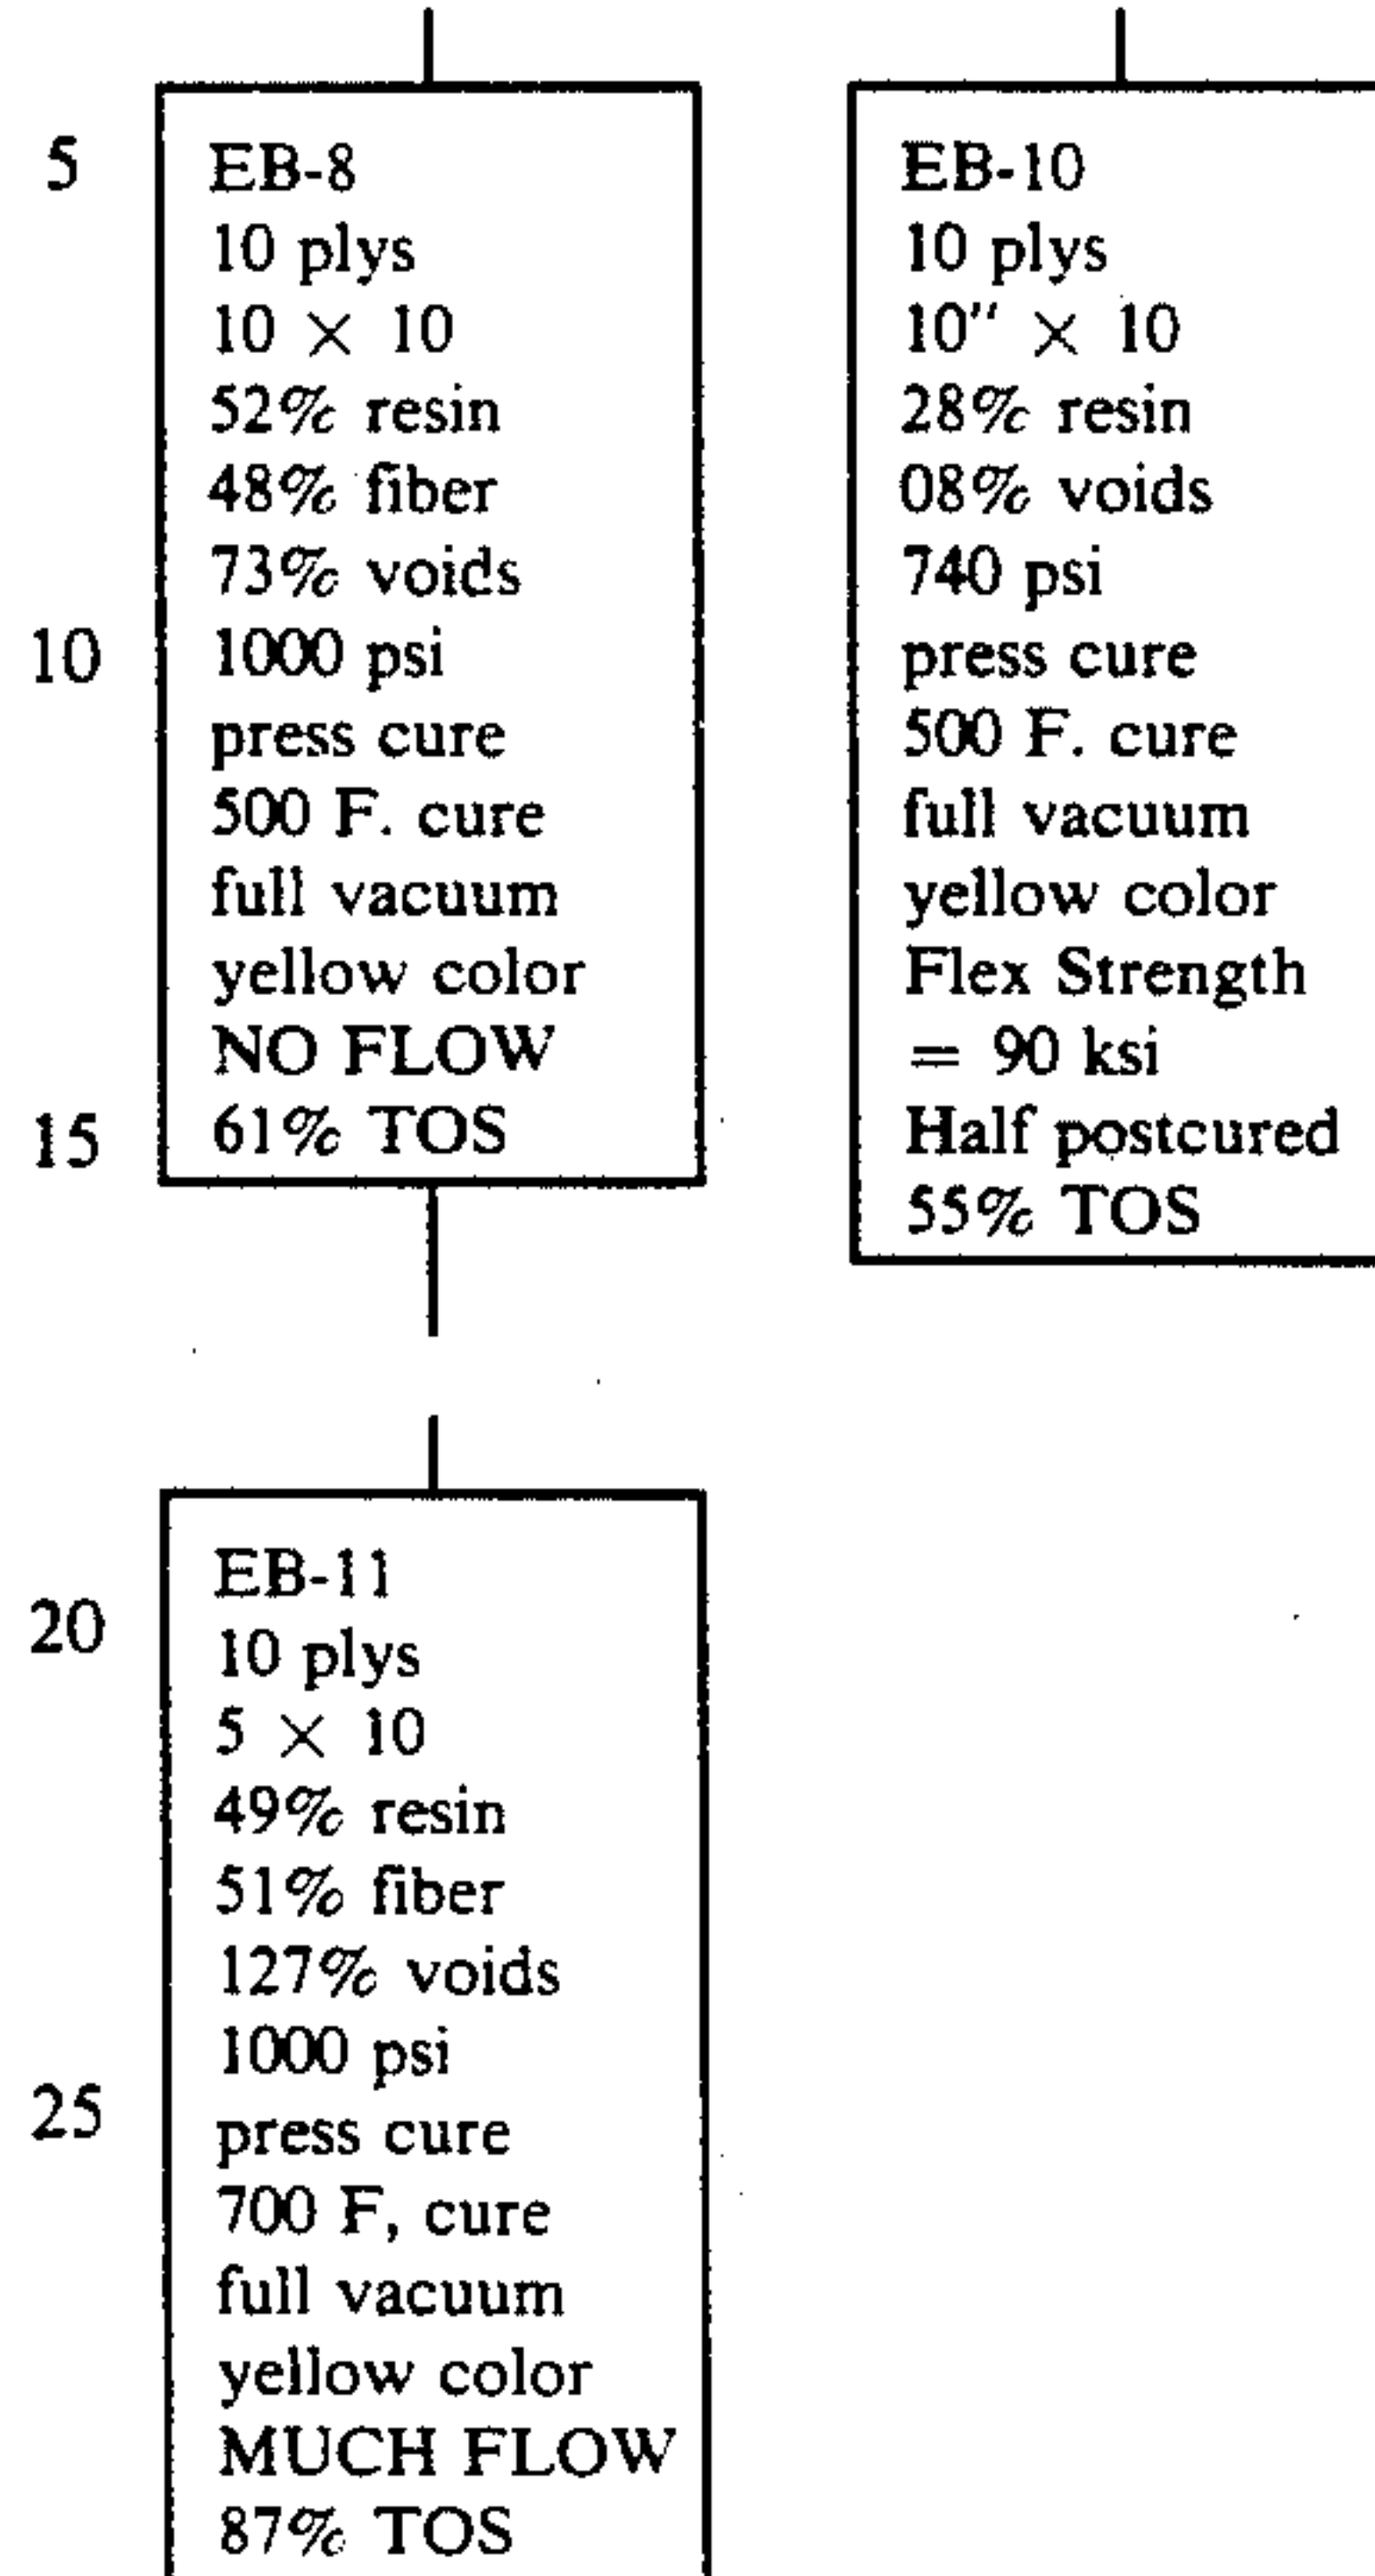 5
EB-8
10 plys
10 × 10
52% resin
48% fiber
73% voids
10
1000 psi
press cure
500 F. cure
full vacuum
yellow color
NO FLOW
15
61% TOS
EB-10
10 plys
10" × 10
28% resin
08% voids
740 psi
press cure
500 F. cure
full vacuum
yellow color
Flex Strength
= 90 ksi
Half postcured
55% TOS
EB-11
20
10 plys
5 × 10
49% resin
51% fiber
127% voids
1000 psi
25
press cure
700 F, cure
full vacuum
yellow color
MUCH FLOW
87% TOS